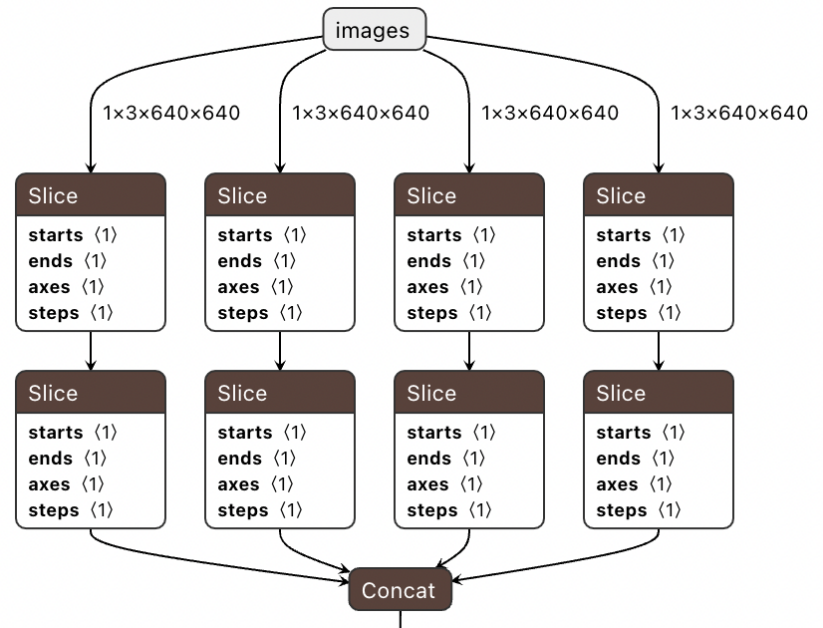 images
1×3×640×640 1×3×640×640 1×3×640×640 1×3×640×640
Slice Slice Slice Slice
starts ⟨1⟩ starts ⟨1⟩ starts ⟨1⟩ starts ⟨1⟩
ends ⟨1⟩ ends ⟨1⟩ ends ⟨1⟩ ends ⟨1⟩
axes ⟨1⟩ axes ⟨1⟩ axes ⟨1⟩ axes ⟨1⟩
steps ⟨1⟩ steps ⟨1⟩ steps ⟨1⟩ steps ⟨1⟩
Slice Slice Slice Slice
starts ⟨1⟩ starts ⟨1⟩ starts ⟨1⟩ starts ⟨1⟩
ends ⟨1⟩ ends ⟨1⟩ ends ⟨1⟩ ends ⟨1⟩
axes ⟨1⟩ axes ⟨1⟩ axes ⟨1⟩ axes ⟨1⟩
steps ⟨1⟩ steps ⟨1⟩ steps ⟨1⟩ steps ⟨1⟩
Concat